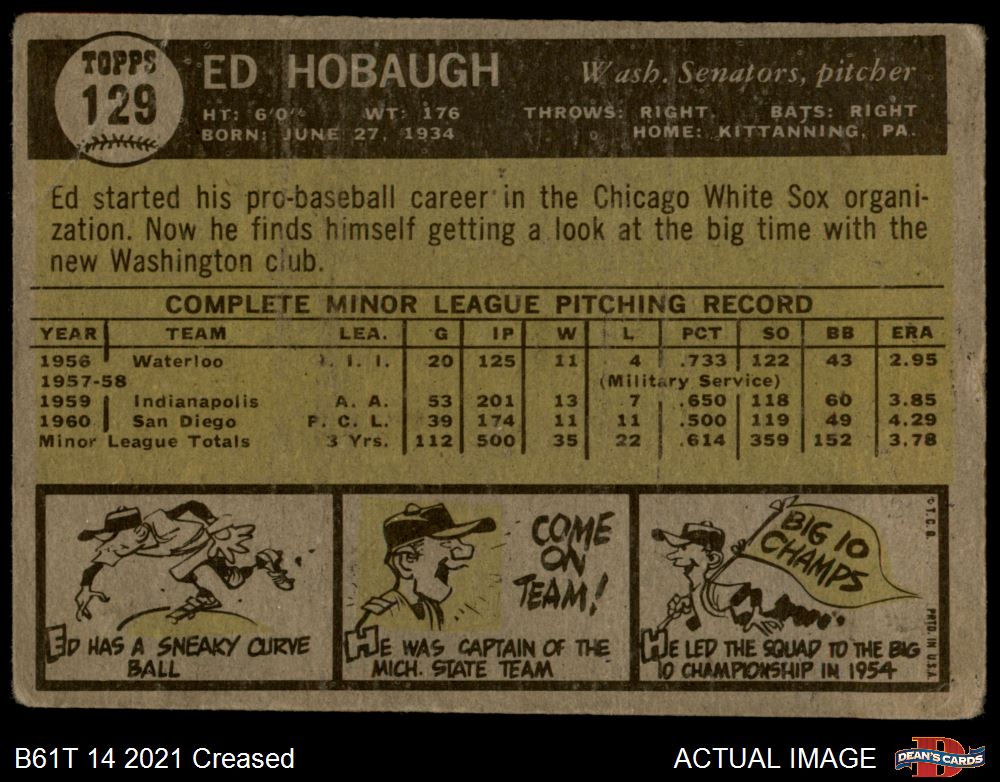 TOPPS
129
ED HOBAUGH
Wash. Senators, pitcher
HT: 6'0" WT: 176 THROWS: RIGHT. BATS: RIGHT
BORN: JUNE 27, 1934 HOME: KITTANNING, PA.
Ed started his pro-baseball career in the Chicago White Sox organi-
zation. Now he finds himself getting a look at the big time with the
new Washington club.
COMPLETE MINOR LEAGUE PITCHING RECORD
YEAR TEAM LEA. G IP W L PCT SO BB ERA
1956 Waterloo I. I. 20 125 11 4 .733 122 43 2.95
1957-58 (Military Service)
1959 Indianapolis A. A. 53 201 13 7 .650 118 60 3.85
1960 San Diego P. C. L. 39 174 11 11 .500 119 49 4.29
Minor League Totals 3 Yrs. 112 500 35 22 .614 359 152 3.78
ED HAS A SNEAKY CURVE
BALL
COME
ON
TEAM!
HE WAS CAPTAIN OF THE
MICH. STATE TEAM
BIG 10
CHAMPS
HE LED THE SQUAD TO THE BIG
10 CHAMPIONSHIP IN 1954
© T.C.G. PRTD. IN U.S.A.
B61T 14 2021 Creased
ACTUAL IMAGE
D
DEAN'S CARDS